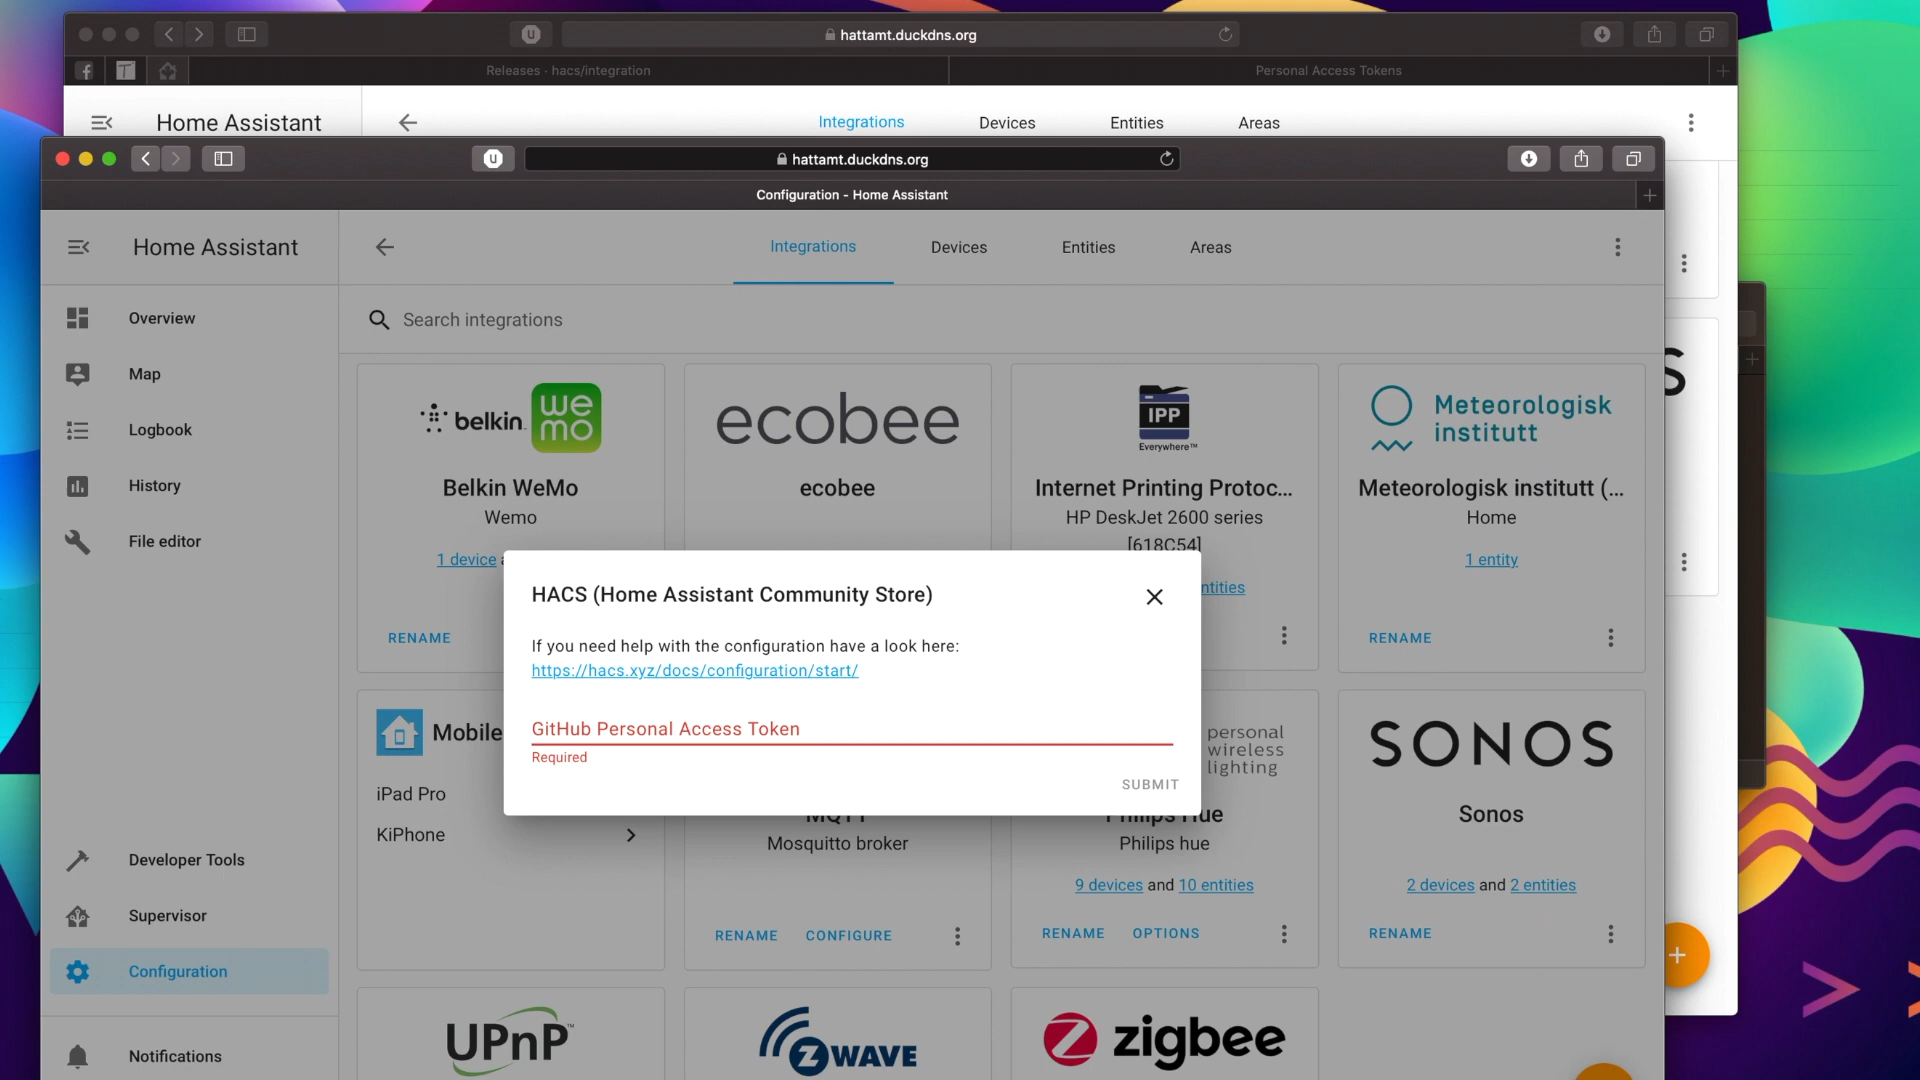 hattamt.duckdns.org
Releases - hacs/integration
Personal Access Tokens
Home Assistant
Integrations
Devices
Entities
Areas
hattamt.duckdns.org
Configuration - Home Assistant
Home Assistant
Integrations
Devices
Entities
Areas
Search integrations
Overview
Map
Logbook
History
File editor
Developer Tools
Supervisor
Configuration
Notifications
belkin.
we
mo
Belkin WeMo
Wemo
1 device
RENAME
ecobee
ecobee
IPP
Everywhere™
Internet Printing Protoc...
HP DeskJet 2600 series
[618C54]
Meteorologisk
institutt
Meteorologisk institutt (...
Home
1 entity
RENAME
HACS (Home Assistant Community Store)
If you need help with the configuration have a look here:
https://hacs.xyz/docs/configuration/start/
GitHub Personal Access Token
Required
SUBMIT
Mobile
iPad Pro
KiPhone
MQTT
Mosquitto broker
RENAME
CONFIGURE
personal
wireless
lighting
Philips Hue
Philips hue
9 devices and 10 entities
RENAME
OPTIONS
SONOS
Sonos
2 devices and 2 entities
RENAME
UPnP™
Z WAVE
zigbee